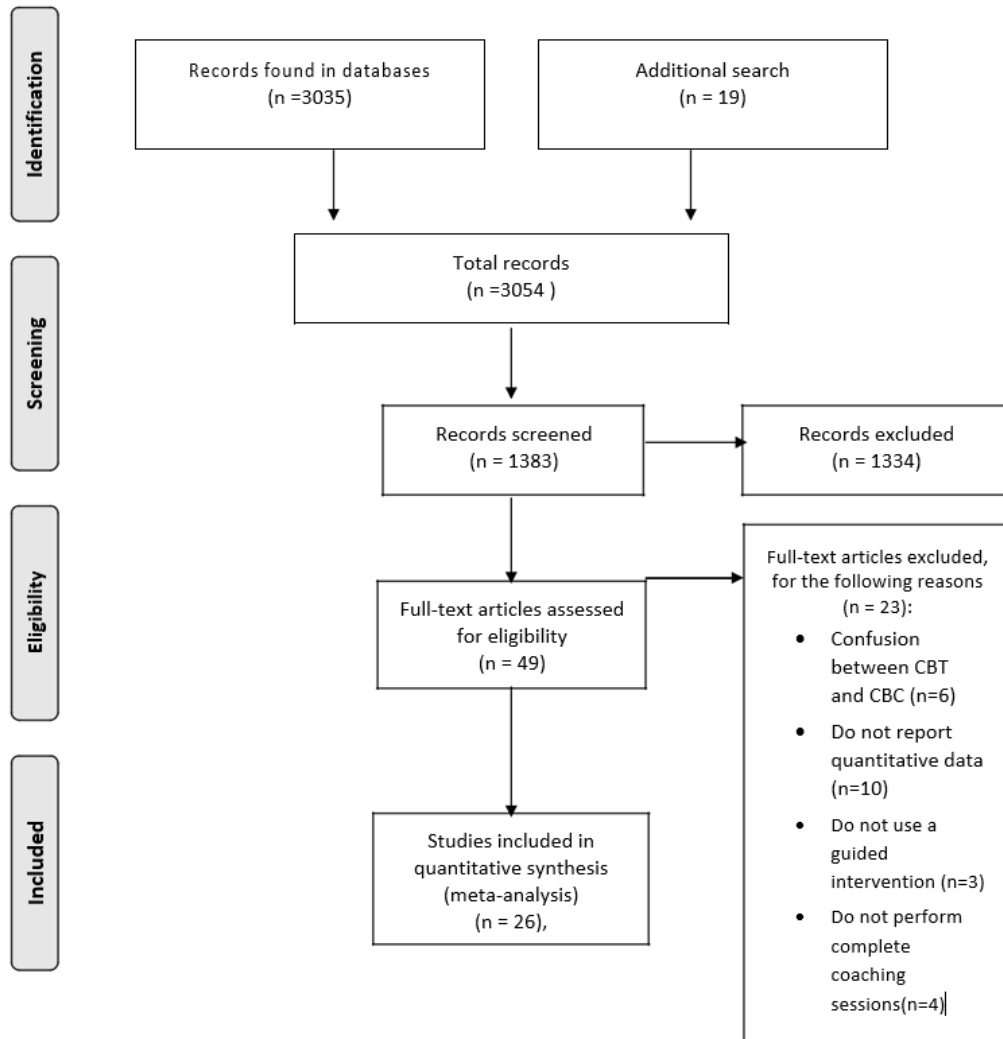 Identification
Records found in databases
(n =3035)
Additional search
(n = 19)
Screening
Total records
(n =3054 )
Records screened
(n = 1383)
Records excluded
(n = 1334)
Eligibility
Full-text articles assessed
for eligibility
(n = 49)
Full-text articles excluded,
for the following reasons
(n = 23):
• Confusion
between CBT
and CBC (n=6)
• Do not report
quantitative data
(n=10)
• Do not use a
guided
intervention (n=3)
• Do not perform
complete
coaching
sessions(n=4)
Included
Studies included in
quantitative synthesis
(meta-analysis)
(n = 26),